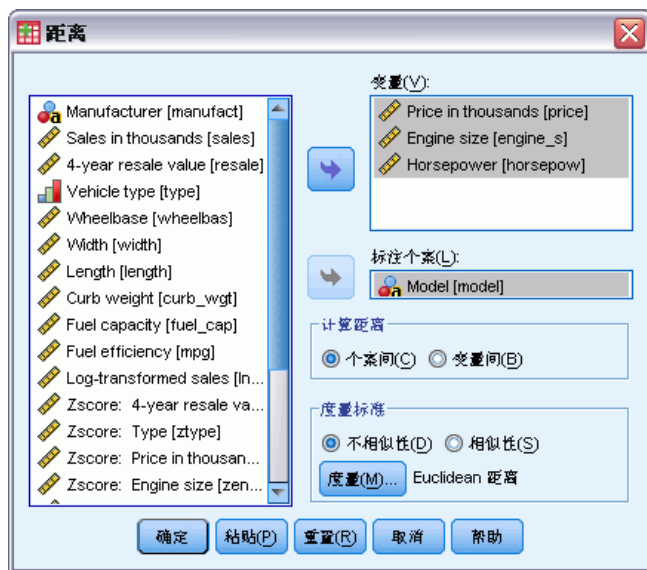 距离
Manufacturer [manufact]
Sales in thousands [sales]
4-year resale value [resale]
Vehicle type [type]
Wheelbase [wheelbas]
Width [width]
Length [length]
Curb weight [curb_wgt]
Fuel capacity [fuel_cap]
Fuel efficiency [mpg]
Log-transformed sales [ln...
Zscore: 4-year resale va...
Zscore: Type [ztype]
Zscore: Price in thousan...
Zscore: Engine size [zen...
变量(V):
Price in thousands [price]
Engine size [engine_s]
Horsepower [horsepow]
标注个案(L):
Model [model]
计算距离
个案间(C) 变量间(B)
度量标准
不相似性(D) 相似性(S)
度量(M)... Euclidean 距离
确定 粘贴(P) 重置(R) 取消 帮助